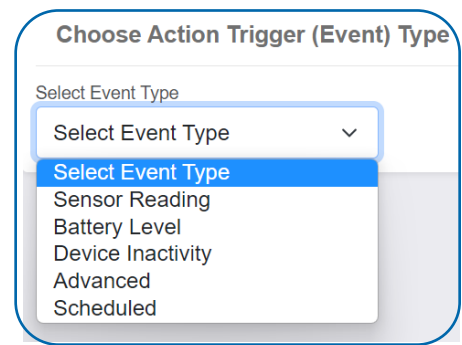 Choose Action Trigger (Event) Type
Select Event Type
Select Event Type
Select Event Type
Sensor Reading
Battery Level
Device Inactivity
Advanced
Scheduled